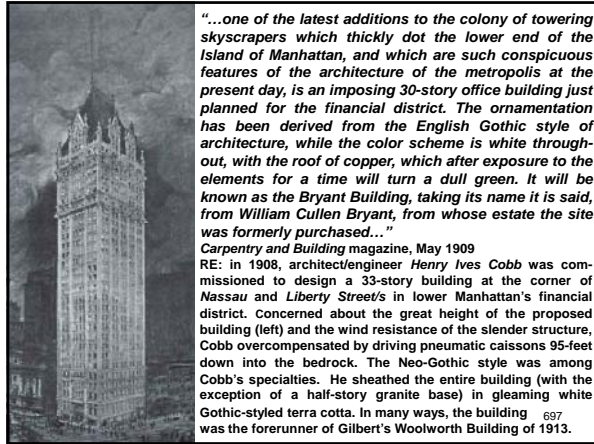 “…one of the latest additions to the colony of towering
skyscrapers which thickly dot the lower end of the
Island of Manhattan, and which are such conspicuous
features of the architecture of the metropolis at the
present day, is an imposing 30-story office building just
planned for the financial district. The ornamentation
has been derived from the English Gothic style of
architecture, while the color scheme is white through-
out, with the roof of copper, which after exposure to the
elements for a time will turn a dull green. It will be
known as the Bryant Building, taking its name it is said,
from William Cullen Bryant, from whose estate the site
was formerly purchased…”
Carpentry and Building magazine, May 1909
RE: in 1908, architect/engineer Henry Ives Cobb was com-
missioned to design a 33-story building at the corner of
Nassau and Liberty Street/s in lower Manhattan’s financial
district. Concerned about the great height of the proposed
building (left) and the wind resistance of the slender structure,
Cobb overcompensated by driving pneumatic caissons 95-feet
down into the bedrock. The Neo-Gothic style was among
Cobb’s specialties. He sheathed the entire building (with the
exception of a half-story granite base) in gleaming white
Gothic-styled terra cotta. In many ways, the building
was the forerunner of Gilbert’s Woolworth Building of 1913.
697